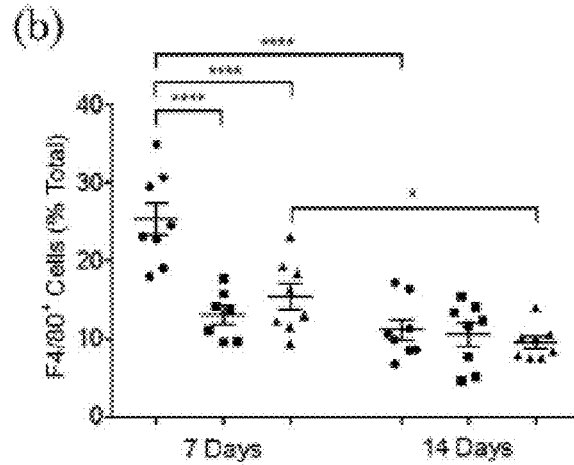 (b)
****
****
****
*
F4/80⁺ Cells (% Total)
40
30
20
10
0
7 Days
14 Days